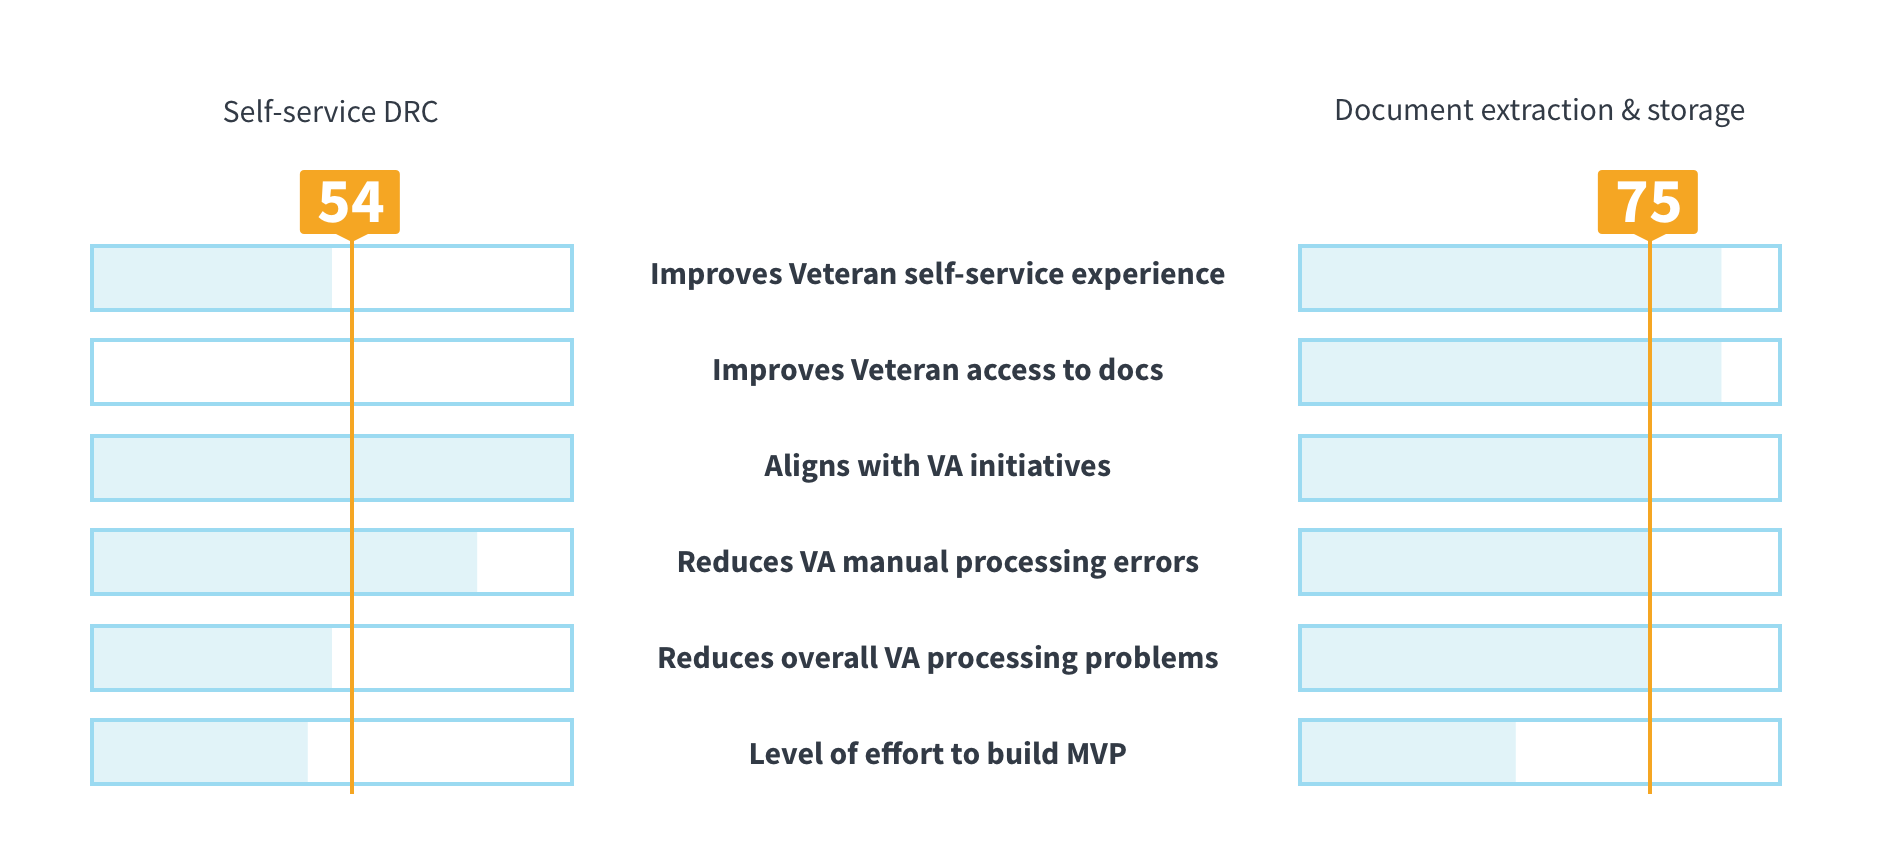 Self-service DRC
Document extraction & storage
54
75
Improves Veteran self-service experience
Improves Veteran access to docs
Aligns with VA initiatives
Reduces VA manual processing errors
Reduces overall VA processing problems
Level of effort to build MVP